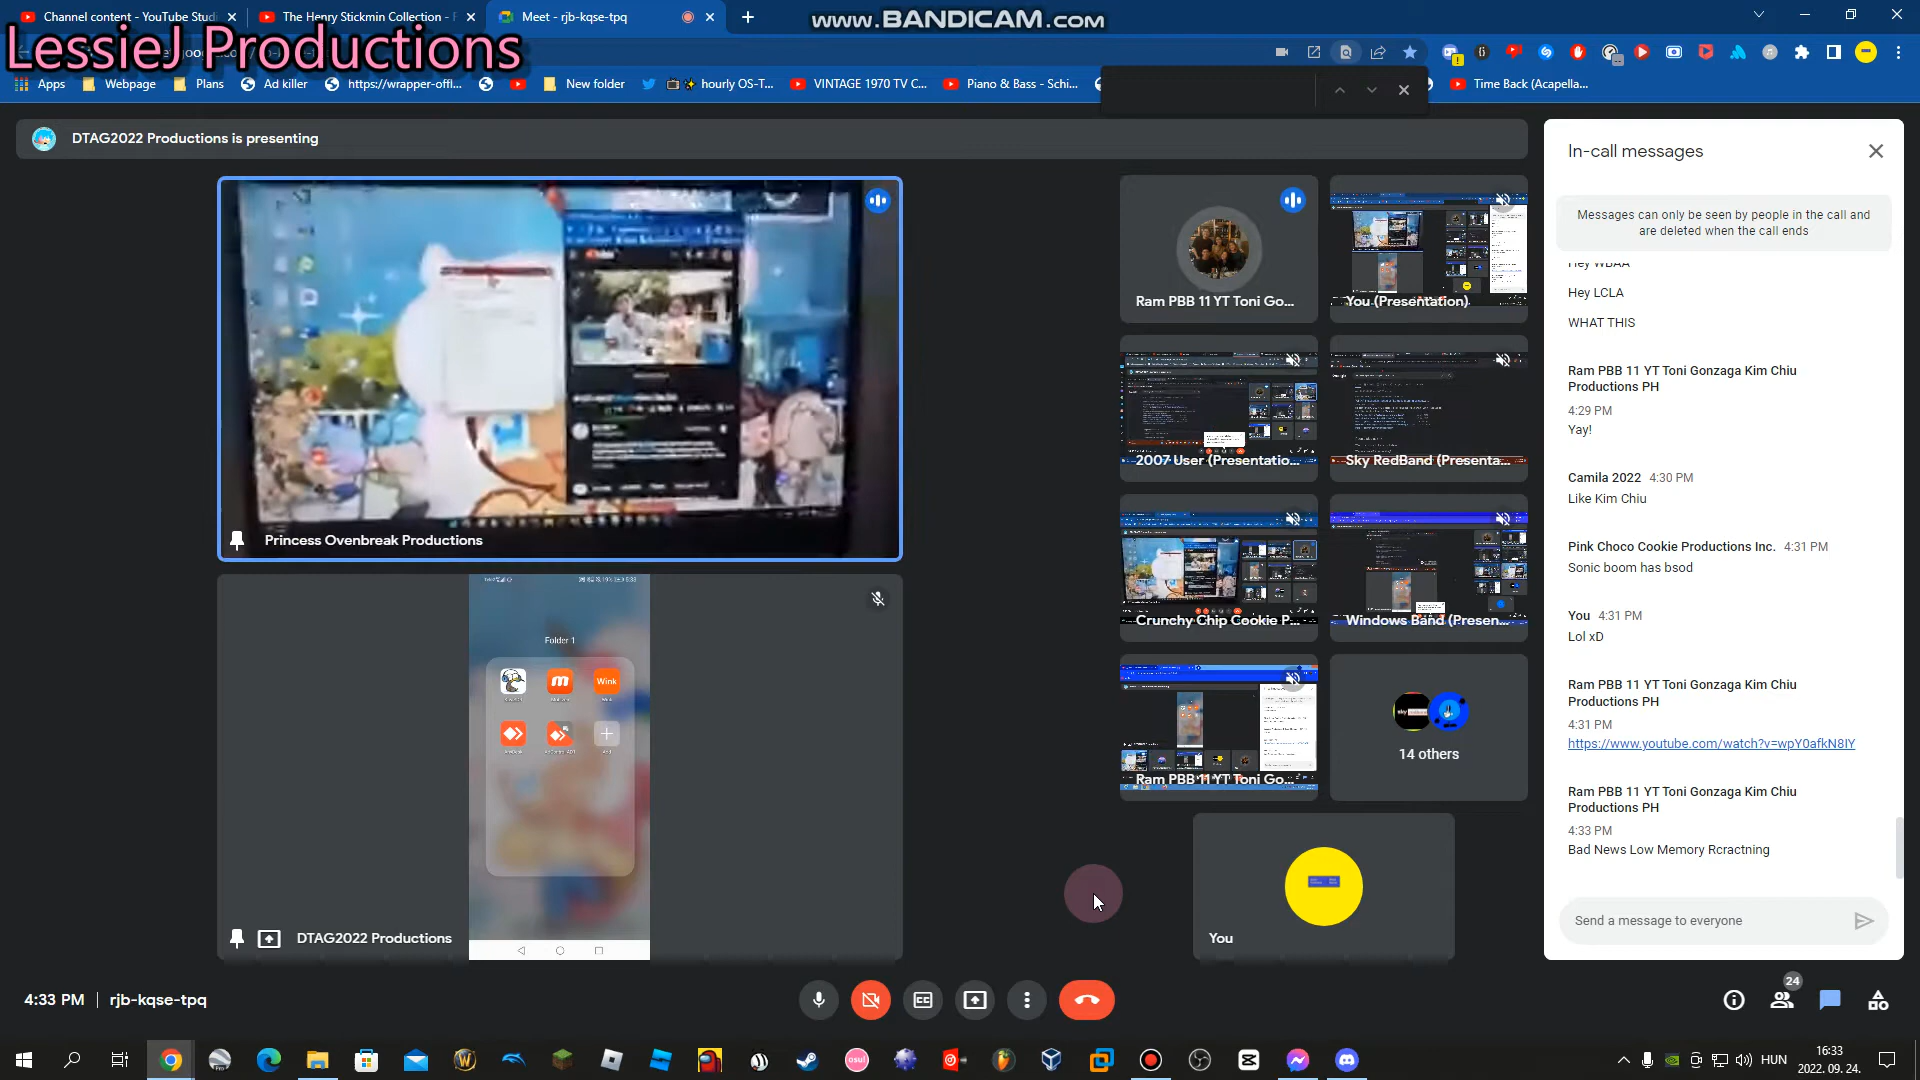 Channel content - YouTube Studi
The Henry Stickmin Collection - F
Meet - rjb-kqse-tpq
www.BANDICAM.com
LessieJ Productions
Apps
Webpage
Plans
Ad killer
https://wrapper-offl...
New folder
hourly OS-T...
VINTAGE 1970 TV C...
Piano & Bass - Schi...
Time Back (Acapella...
DTAG2022 Productions is presenting
Princess Ovenbreak Productions
Folder 1
Wink
DTAG2022 Productions
Ram PBB 11 YT Toni Go...
You (Presentation)
2007 User (Presentatio...
Sky RedBand (Presenta...
Crunchy Chip Cookie P...
Windows Band (Presen...
Ram PBB 11 YT Toni Go...
14 others
You
In-call messages
Messages can only be seen by people in the call and
are deleted when the call ends
Hey WBAA
Hey LCLA
WHAT THIS
Ram PBB 11 YT Toni Gonzaga Kim Chiu
Productions PH
4:29 PM
Yay!
Camila 2022 4:30 PM
Like Kim Chiu
Pink Choco Cookie Productions Inc. 4:31 PM
Sonic boom has bsod
You 4:31 PM
Lol xD
Ram PBB 11 YT Toni Gonzaga Kim Chiu
Productions PH
4:31 PM
https://www.youtube.com/watch?v=wpY0afkN8IY
Ram PBB 11 YT Toni Gonzaga Kim Chiu
Productions PH
4:33 PM
Bad News Low Memory Rcractning
Send a message to everyone
4:33 PM | rjb-kqse-tpq
24
HUN
16:33
2022. 09. 24.